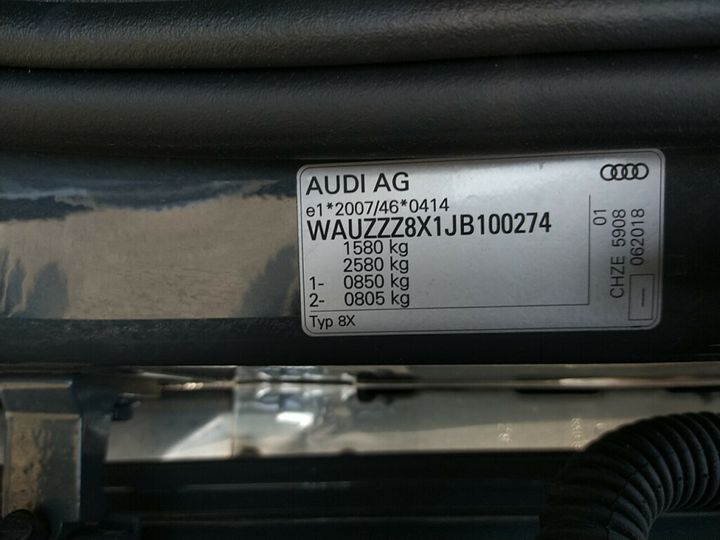 AUDI AG
e1*2007/46*0414
WAUZZZ8X1JB100274
1580 kg
2580 kg
1- 0850 kg
2- 0805 kg
Typ 8X
01
CHZE 5908
062018
—